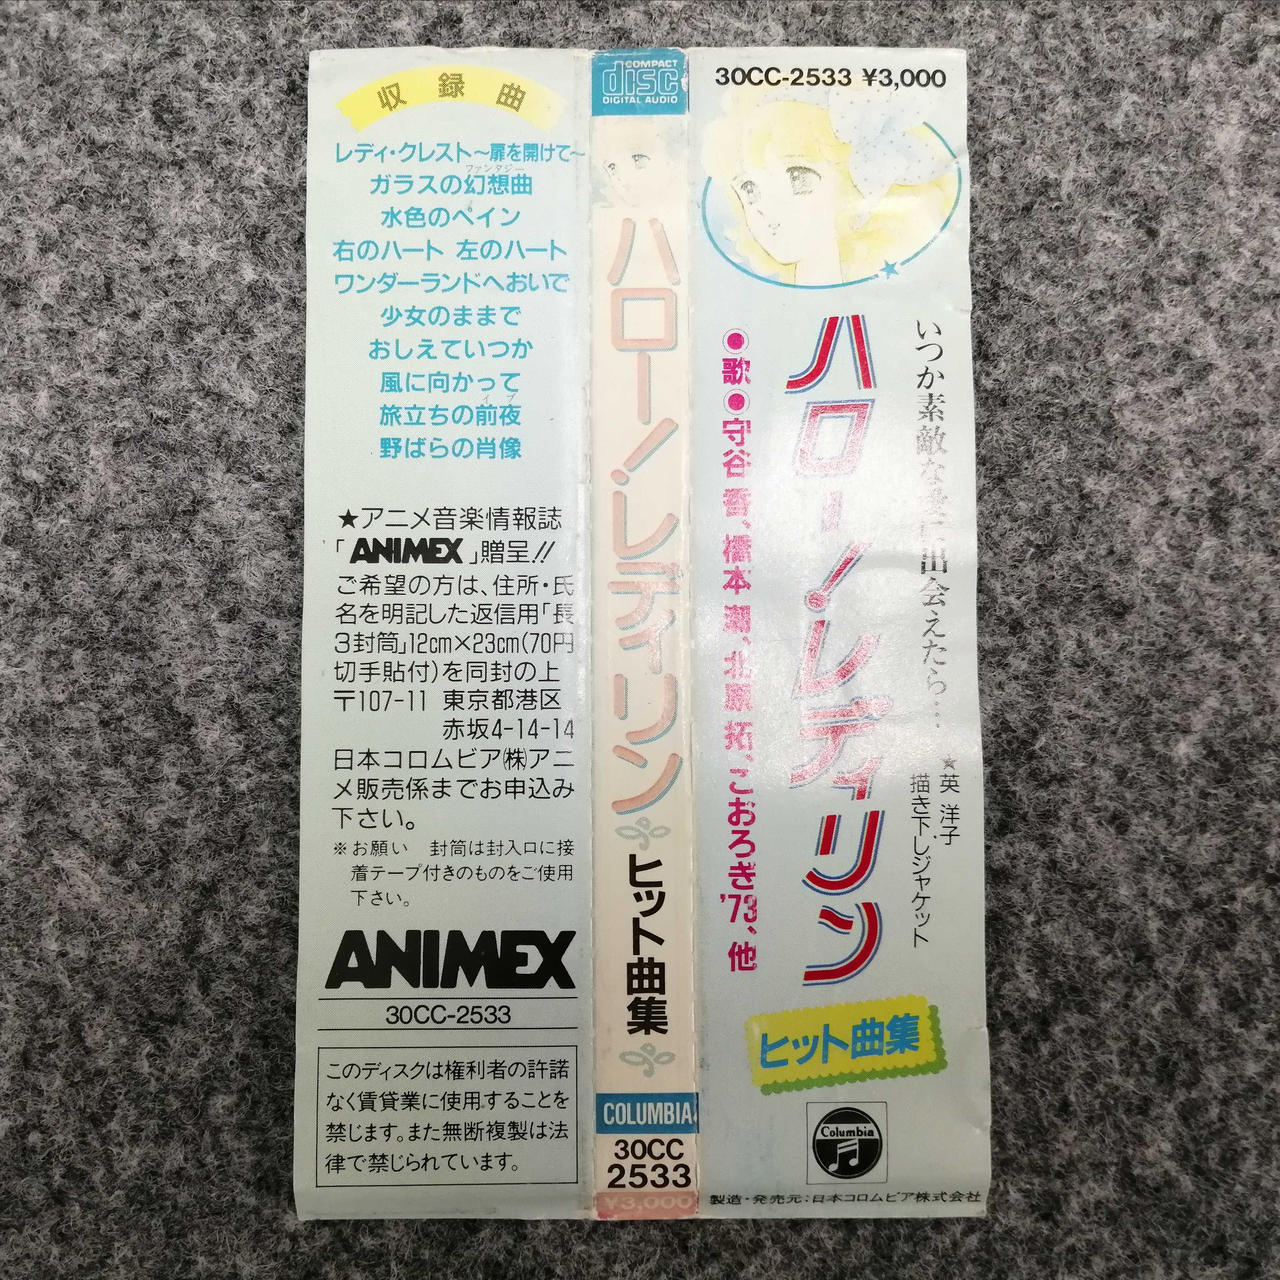 収録曲
レディ・クレスト〜扉を開けて〜
ファンタジー
ガラスの幻想曲
水色のペイン
右のハート 左のハート
ワンダーランドへおいで
少女のままで
おしえていつか
風に向かって
イブ
旅立ちの前夜
野ばらの肖像
★アニメ音楽情報誌
「ANIMEX」贈呈!!
ご希望の方は、住所・氏
名を明記した返信用「長
3封筒」12cm×23cm(70円
切手貼付)を同封の上
〒107-11 東京都港区
赤坂4-14-14
日本コロムビア㈱アニ
メ販売係までお申込み
下さい。
※お願い 封筒は封入口に接
着テープ付きのものをご使用
下さい。
ANIMEX
30CC-2533
このディスクは権利者の許諾
なく賃貸業に使用することを
禁じます。また無断複製は法
律で禁じられています。
COMPACT
disc
DIGITAL AUDIO
ハロー!レディリン
ヒット曲集
COLUMBIA
30CC
2533
¥3,000
30CC-2533 ¥3,000
いつか素敵な に出会えたら…
★英 洋子
描き下しジャケット
ハロー!レディリン
●歌●守谷 香、橋本 潮、北原 拓、こおろぎ'73、他
ヒット曲集
Columbia
製造・発売元:日本コロムビア株式会社